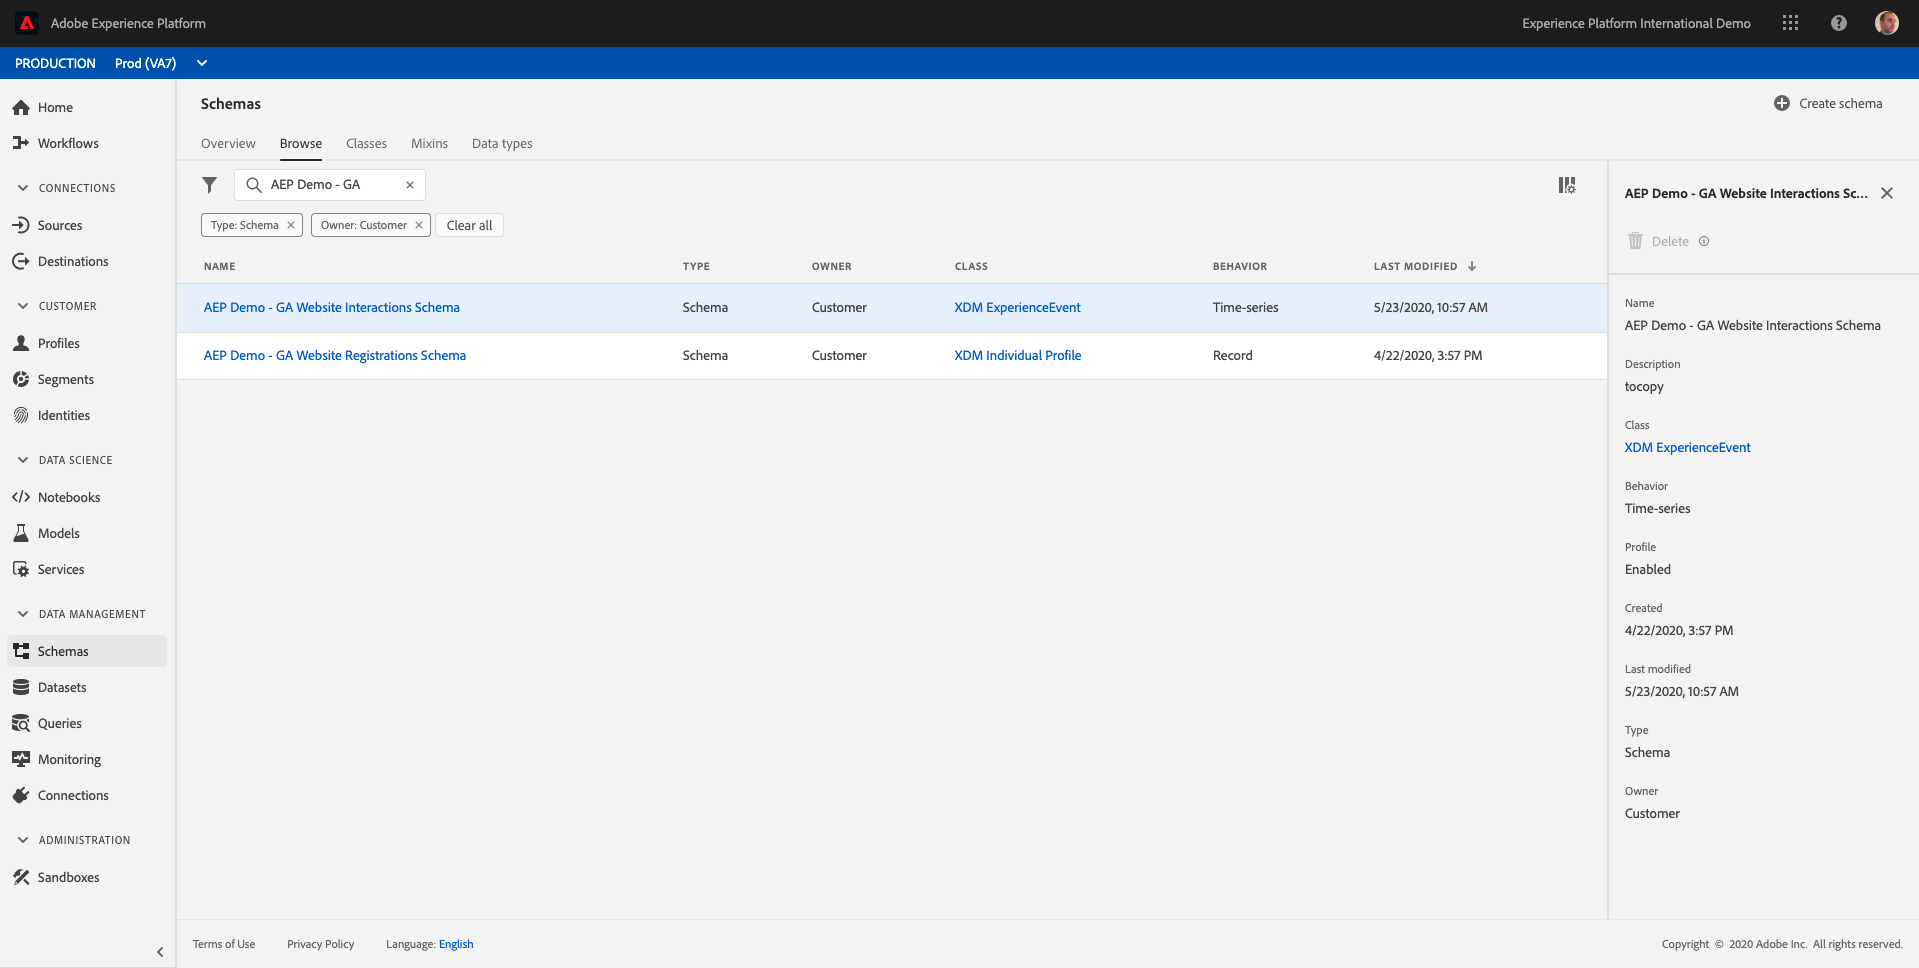 Adobe Experience Platform
Experience Platform International Demo
PRODUCTION Prod (VA7)
Home
Workflows
CONNECTIONS
Sources
Destinations
CUSTOMER
Profiles
Segments
Identities
DATA SCIENCE
Notebooks
Models
Services
DATA MANAGEMENT
Schemas
Datasets
Queries
Monitoring
Connections
ADMINISTRATION
Sandboxes
Schemas
Create schema
Overview Browse Classes Mixins Data types
AEP Demo - GA
Type: Schema Owner: Customer Clear all
NAME TYPE OWNER CLASS BEHAVIOR LAST MODIFIED
AEP Demo - GA Website Interactions Schema Schema Customer XDM ExperienceEvent Time-series 5/23/2020, 10:57 AM
AEP Demo - GA Website Registrations Schema Schema Customer XDM Individual Profile Record 4/22/2020, 3:57 PM
AEP Demo - GA Website Interactions Sc...
Delete
Name
AEP Demo - GA Website Interactions Schema
Description
tocopy
Class
XDM ExperienceEvent
Behavior
Time-series
Profile
Enabled
Created
4/22/2020, 3:57 PM
Last modified
5/23/2020, 10:57 AM
Type
Schema
Owner
Customer
Terms of Use Privacy Policy Language: English
Copyright © 2020 Adobe Inc. All rights reserved.